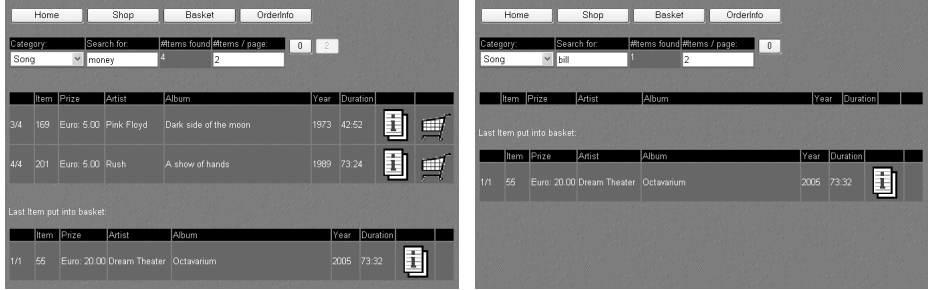 Home Shop Basket OrderInfo
Category: Search for: #Items found #Items / page: 0 2
Song money 4 2
Item Prize Artist Album Year Duration
3/4 169 Euro: 5.00 Pink Floyd Dark side of the moon 1973 42:52
4/4 201 Euro: 5.00 Rush A show of hands 1989 73:24
Last Item put into basket:
Item Prize Artist Album Year Duration
1/1 55 Euro: 20.00 Dream Theater Octavarium 2005 73:32
Home Shop Basket OrderInfo
Category: Search for: #Items found #Items / page: 0
Song bill 1 2
Item Prize Artist Album Year Duration
Last Item put into basket:
Item Prize Artist Album Year Duration
1/1 55 Euro: 20.00 Dream Theater Octavarium 2005 73:32